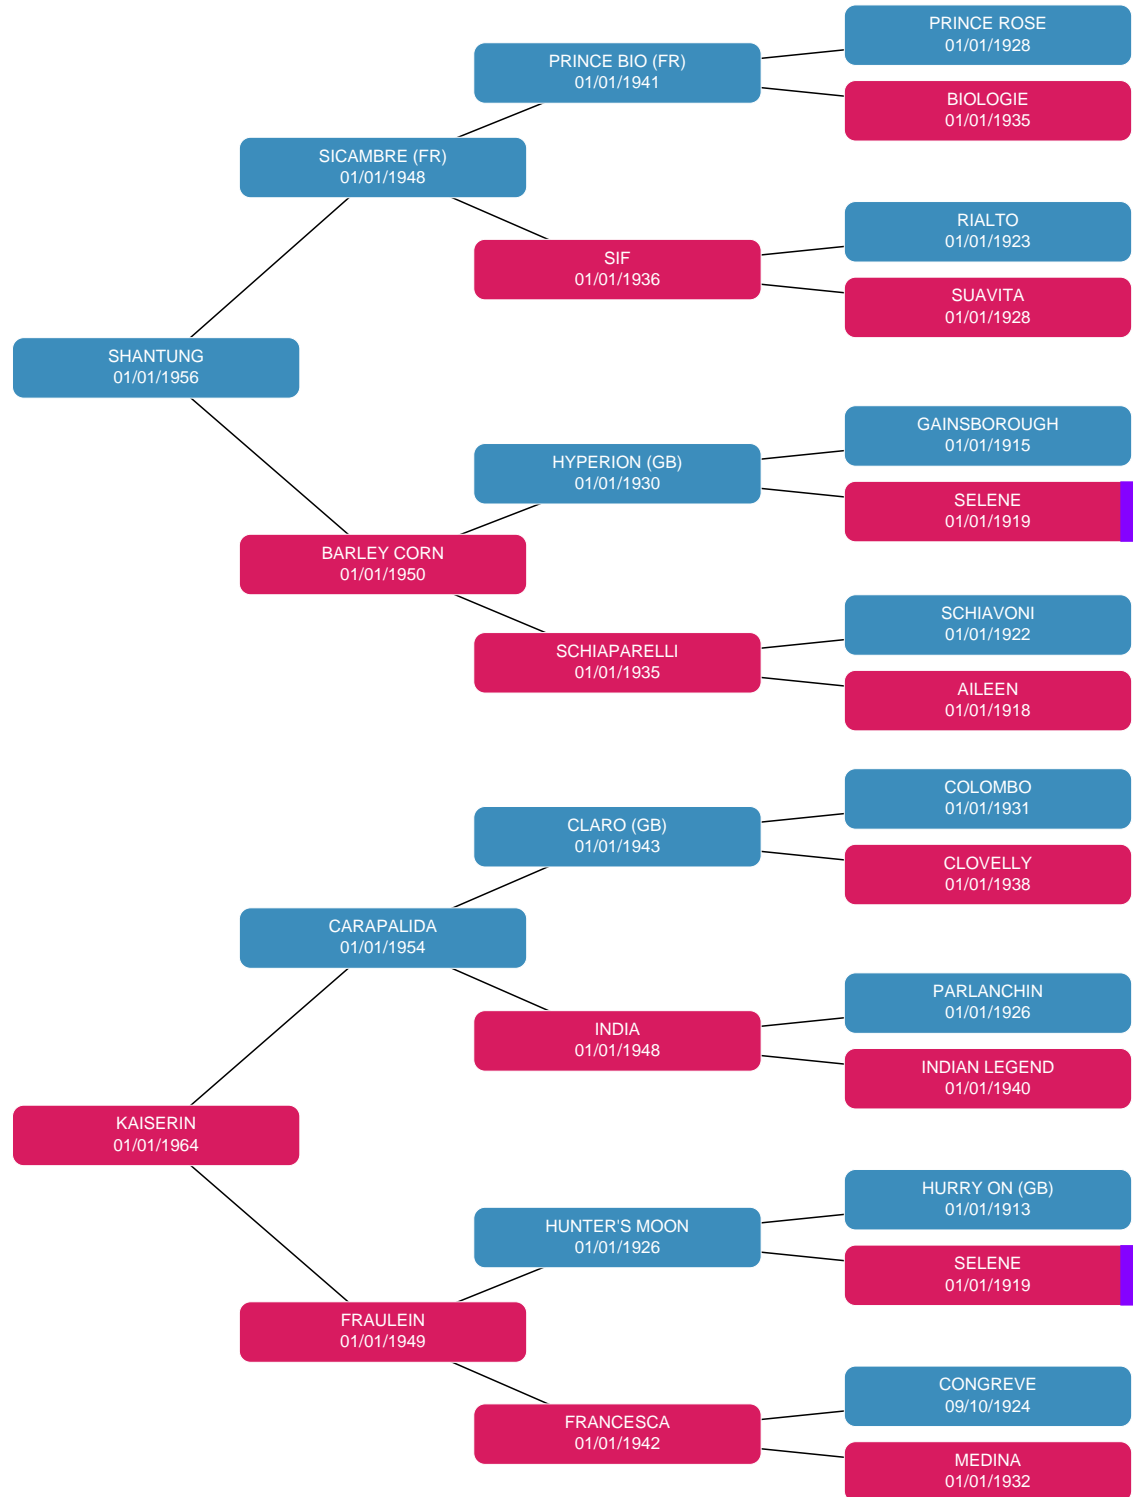 PRINCE ROSE
01/01/1928
PRINCE BIO (FR)
01/01/1941
BIOLOGIE
01/01/1935
SICAMBRE (FR)
01/01/1948
RIALTO
01/01/1923
SIF
01/01/1936
SUAVITA
01/01/1928
SHANTUNG
01/01/1956
GAINSBOROUGH
01/01/1915
HYPERION (GB)
01/01/1930
SELENE
01/01/1919
BARLEY CORN
01/01/1950
SCHIAVONI
01/01/1922
SCHIAPARELLI
01/01/1935
AILEEN
01/01/1918
COLOMBO
01/01/1931
CLARO (GB)
01/01/1943
CLOVELLY
01/01/1938
CARAPALIDA
01/01/1954
PARLANCHIN
01/01/1926
INDIA
01/01/1948
INDIAN LEGEND
01/01/1940
KAISERIN
01/01/1964
HURRY ON (GB)
01/01/1913
HUNTER'S MOON
01/01/1926
SELENE
01/01/1919
FRAULEIN
01/01/1949
CONGREVE
09/10/1924
FRANCESCA
01/01/1942
MEDINA
01/01/1932